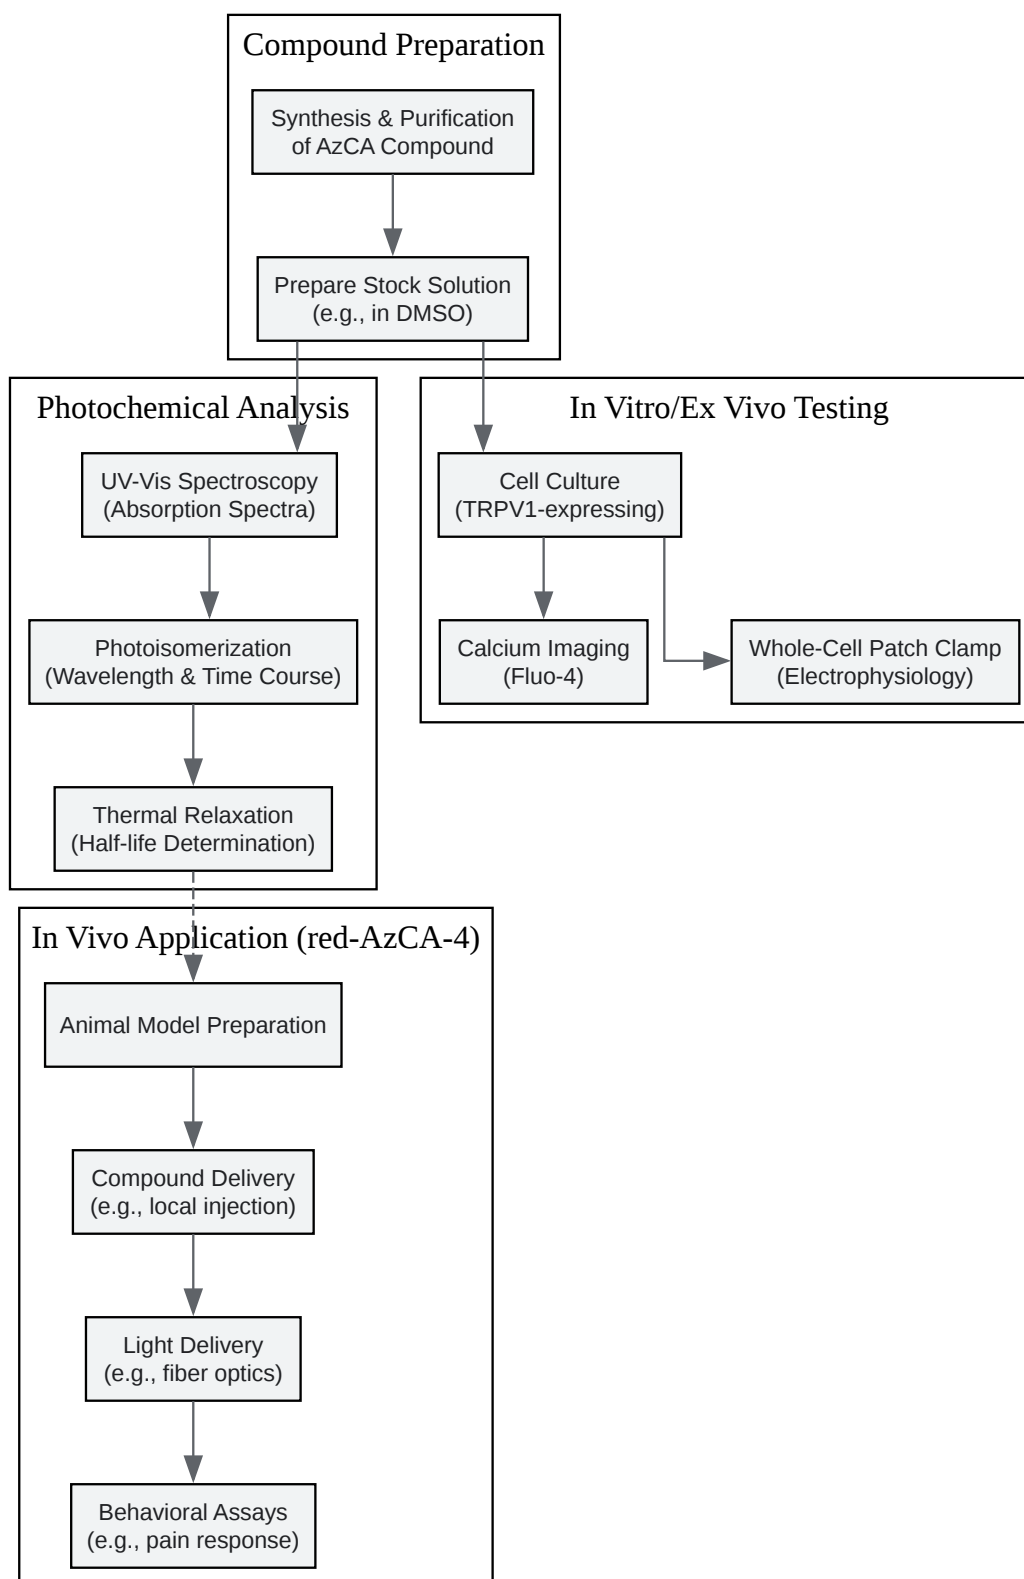 Compound Preparation
Synthesis & Purification
of AzCA Compound
Prepare Stock Solution
(e.g., in DMSO)
Photochemical Analysis
UV-Vis Spectroscopy
(Absorption Spectra)
Photoisomerization
(Wavelength & Time Course)
Thermal Relaxation
(Half-life Determination)
In Vitro/Ex Vivo Testing
Cell Culture
(TRPV1-expressing)
Calcium Imaging
(Fluo-4)
Whole-Cell Patch Clamp
(Electrophysiology)
In Vivo Application (red-AzCA-4)
Animal Model Preparation
Compound Delivery
(e.g., local injection)
Light Delivery
(e.g., fiber optics)
Behavioral Assays
(e.g., pain response)